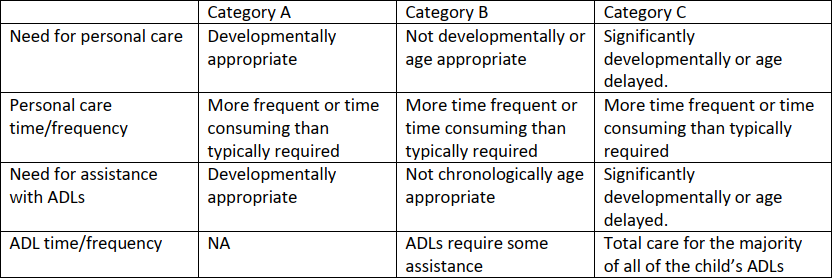 Category A Category B Category C
Need for personal care Developmentally Not developmentally or Significantly
appropriate age appropriate developmentally or age
delayed.
Personal care More frequent or time More time frequent or More time frequent or time
time/frequency consuming than time consuming than consuming than typically
typically required typically required required
Need for assistance Developmentally Not chronologically age Significantly
with ADLs appropriate appropriate developmentally or age
delayed.
ADL time/frequency NA ADLs require some Total care for the majority
assistance of all of the child’s ADLs